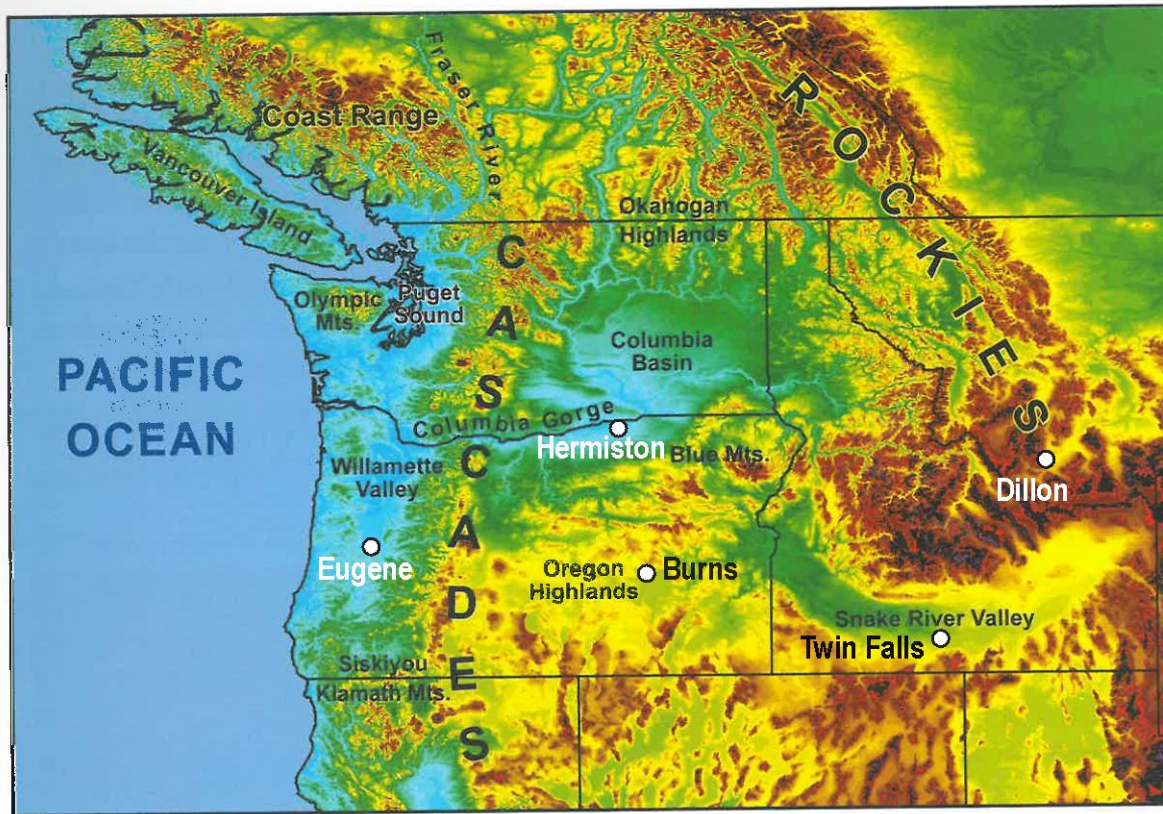 Fraser River
Coast Range
ROCKIES
Vancouver Island
Okanogan
Highlands
CASCADES
Olympic
Mts.
Puget
Sound
Columbia
Basin
PACIFIC
OCEAN
Columbia Gorge
Hermiston
Blue Mts.
Willamette
Valley
Dillon
Eugene
Oregon
Highlands
Burns
Snake River Valley
Twin Falls
Siskiyou
Klamath Mts.